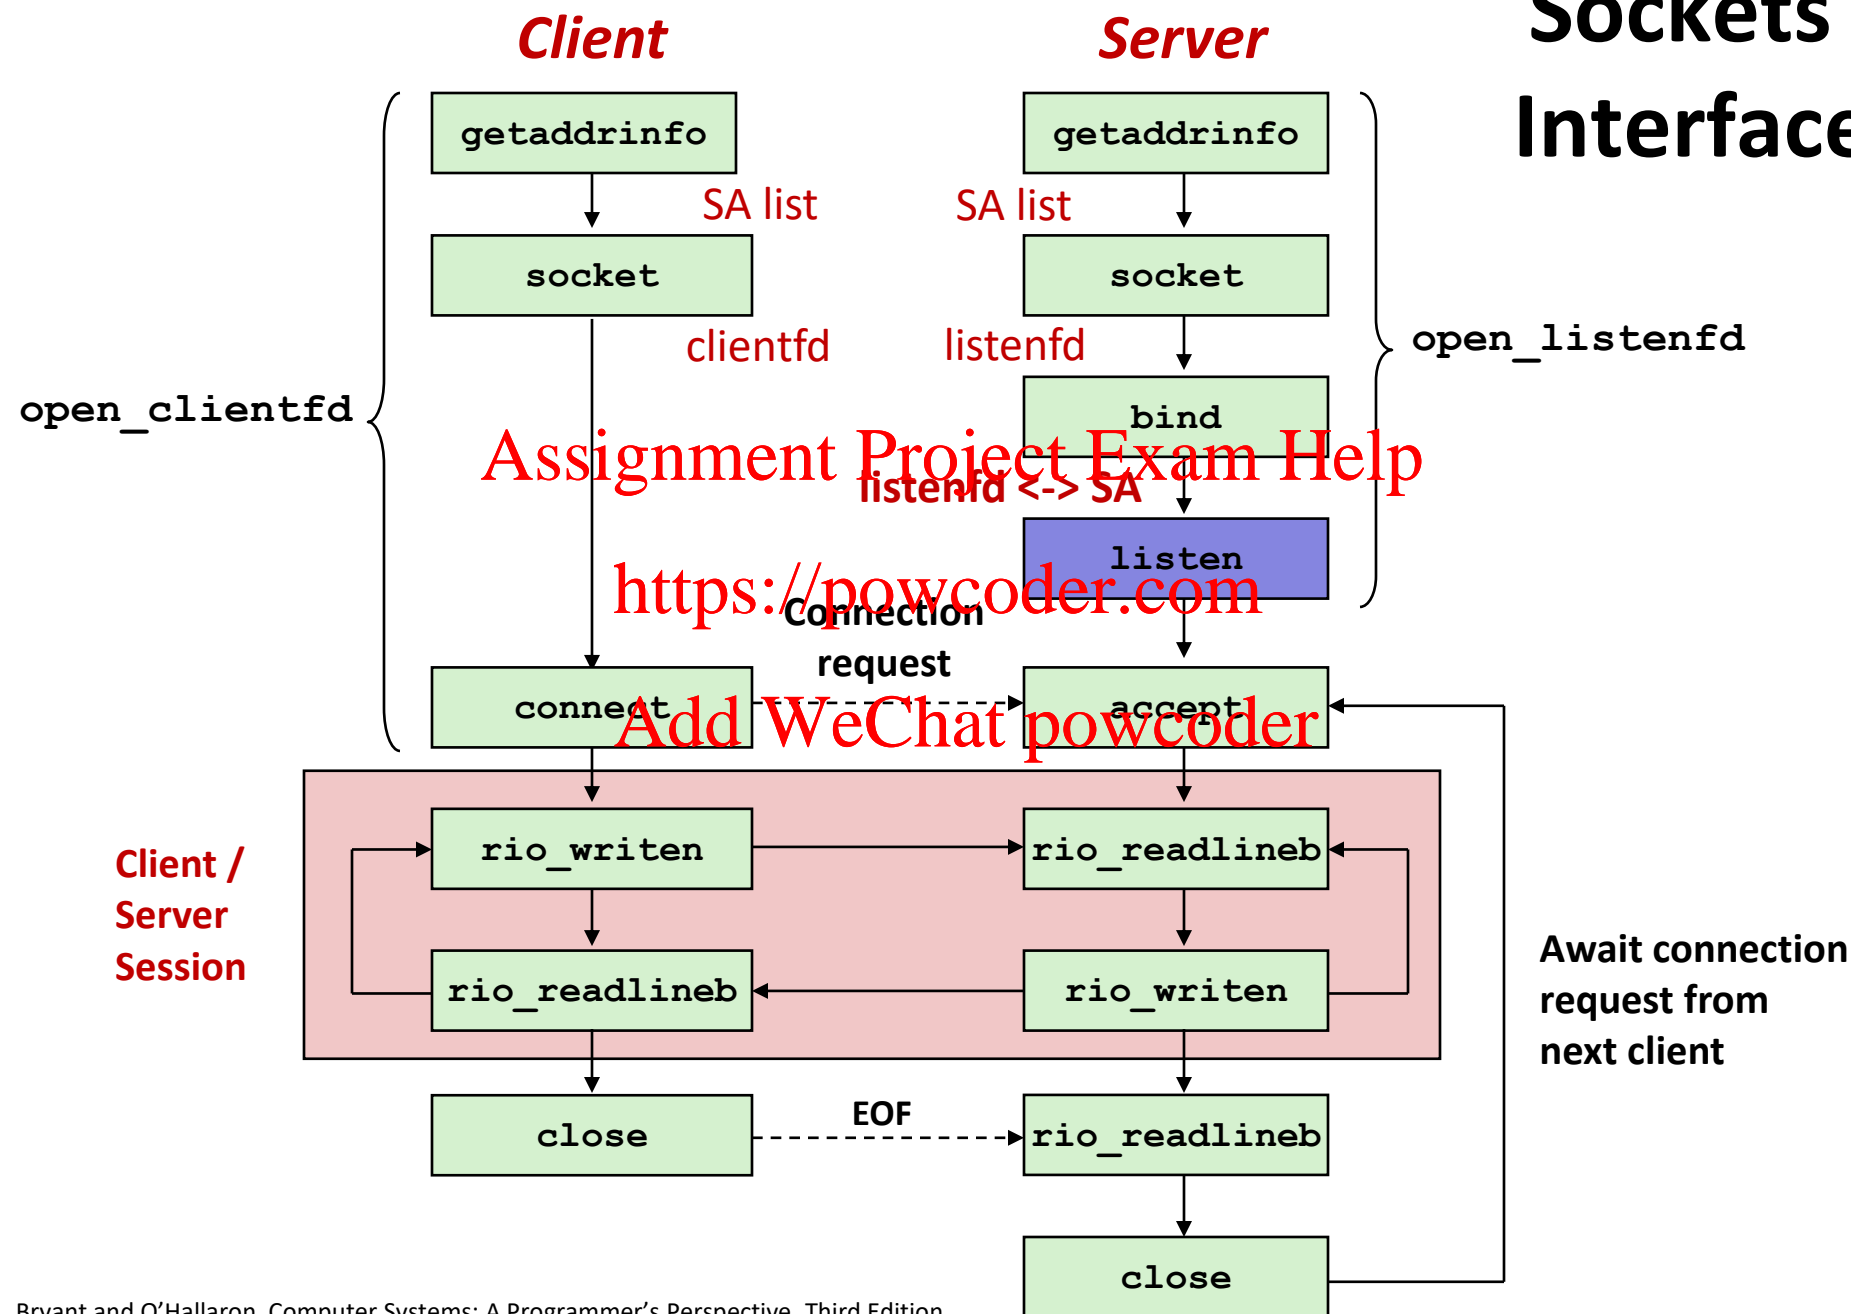 Sockets
Interface
Client
Server
getaddrinfo
getaddrinfo
SA list
SA list
socket
socket
clientfd
listenfd
open_listenfd
open_clientfd
bind
Assignment Project Exam Help
listenfd <-> SA
listen
https://powcoder.com
Connection
request
connect
accept
Add WeChat powcoder
rio_writen
rio_readlineb
Client /
Server
Session
rio_readlineb
rio_writen
Await connection
request from
next client
close
EOF
rio_readlineb
close
Bryant and O'Hallaron, Computer Systems: A Programmer's Perspective, Third Edition